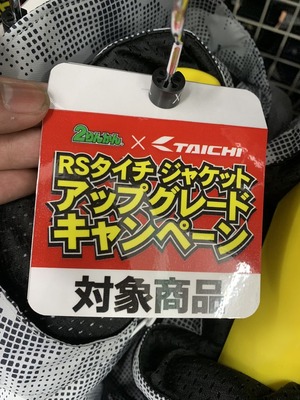 2りんかん × TAICHI
RSタイチ ジャケット
アップグレード
キャンペーン
対象商品